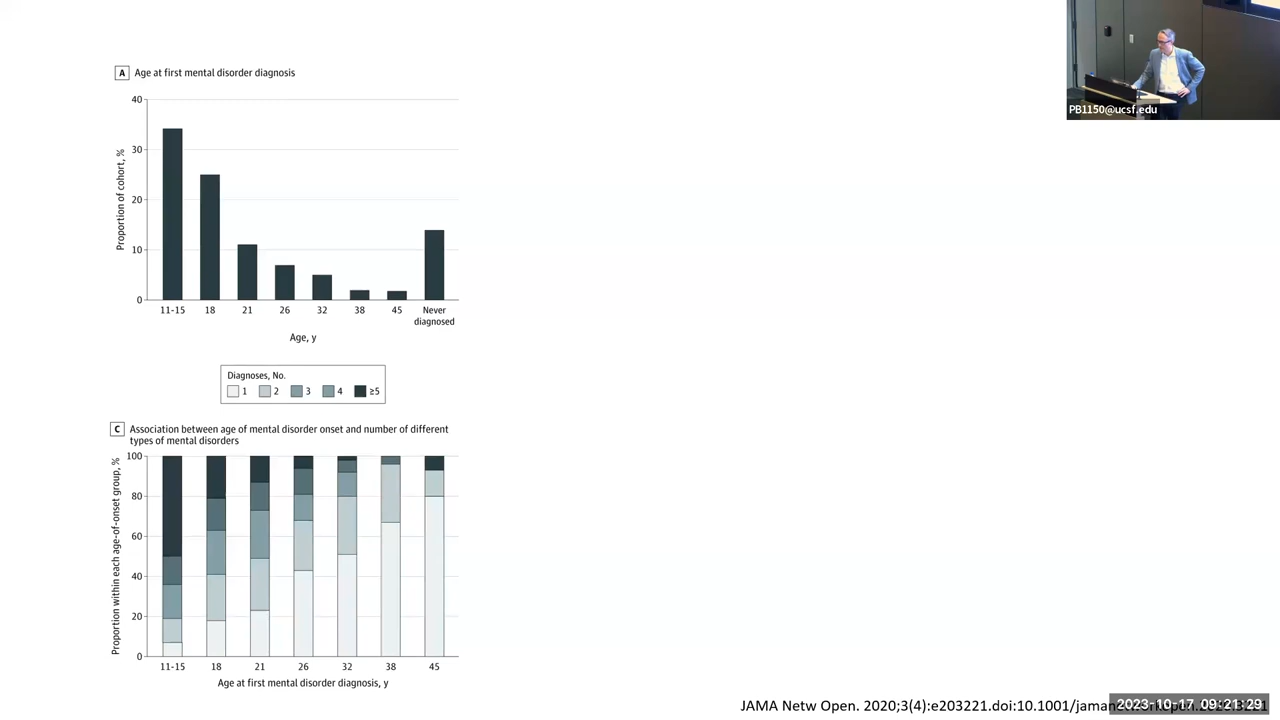 PB1150@ucsf.edu
A Age at first mental disorder diagnosis
40
30
20
10
0
Proportion of cohort, %
11-15 18 21 26 32 38 45 Never
diagnosed
Age, y
Diagnoses, No.
1 2 3 4 ≥5
C Association between age of mental disorder onset and number of different
types of mental disorders
100
80
60
40
20
0
Proportion within each age-of-onset group, %
11-15 18 21 26 32 38 45
Age at first mental disorder diagnosis, y
JAMA Netw Open. 2020;3(4):e203221.doi:10.1001/jama
2023-10-17 09:21:29